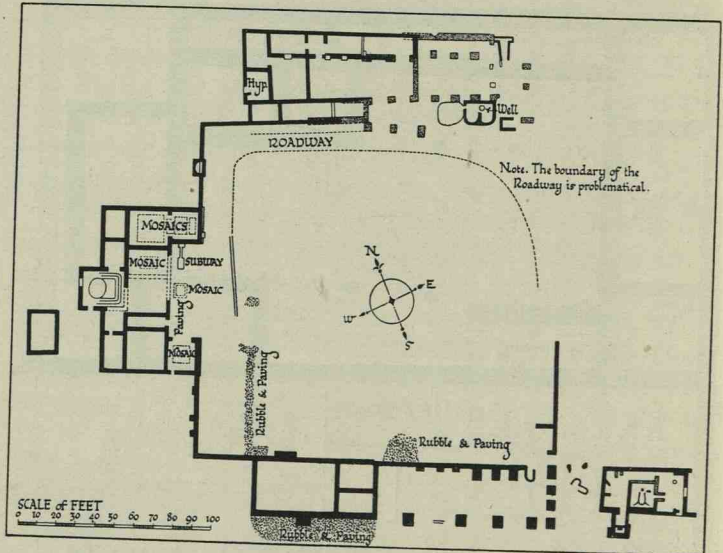 Hyp.
Well
ROADWAY
Note. The boundary of the
Roadway is problematical.
MOSAICS
MOSAIC
SUBWAY
MOSAIC
Paving
MOSAIC
N
E
W
S
Rubble & Paving
Rubble & Paving
SCALE of FEET
0 10 20 30 40 50 60 70 80 90 100
Rubble & Paving